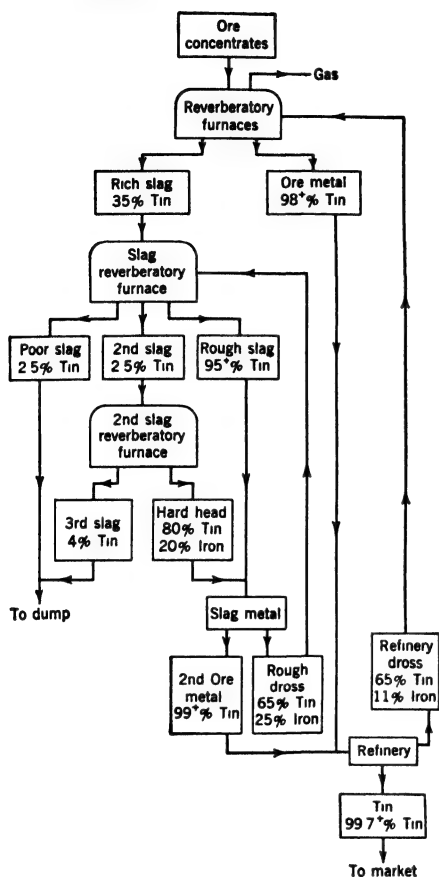 Ore
concentrates
Gas
Reverberatory
furnaces
Rich slag
35% Tin
Ore metal
98+% Tin
Slag
reverberatory
furnace
Poor slag
2 5% Tin
2nd slag
2 5% Tin
Rough slag
95+% Tin
2nd slag
reverberatory
furnace
3rd slag
4% Tin
Hard head
80% Tin
20% Iron
To dump
Slag metal
2nd Ore
metal
99+% Tin
Rough
dross
65% Tin
25% Iron
Refinery
dross
65% Tin
11% Iron
Refinery
Tin
99 7+% Tin
To market